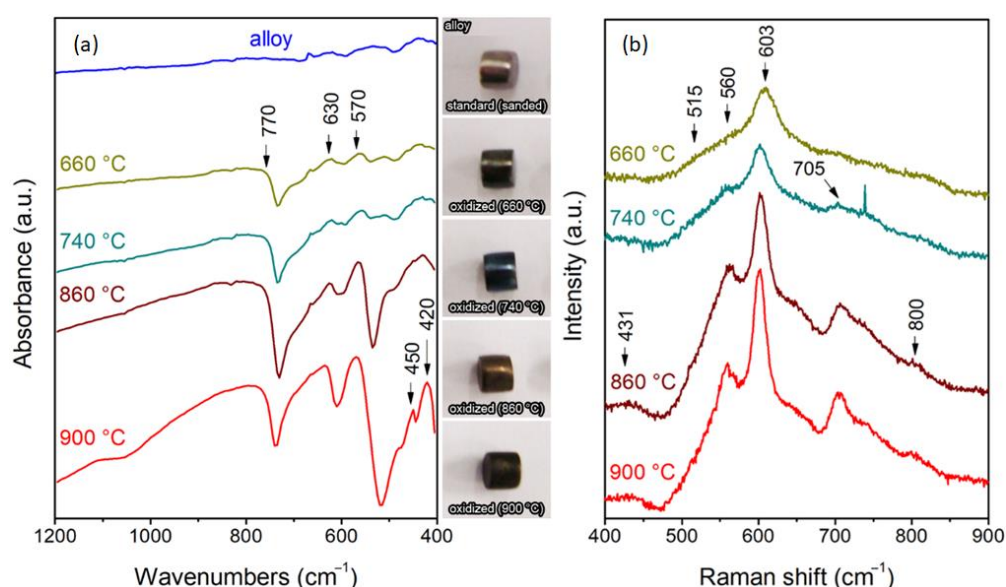 (a)
alloy
770
630
570
660 °C
740 °C
860 °C
450
420
900 °C
Absorbance (a.u.)
1200
1000
800
600
400
Wavenumbers (cm⁻¹)
alloy
standard (sanded)
oxidized (660 °C)
oxidized (740 °C)
oxidized (860 °C)
oxidized (900 °C)
(b)
603
515
560
660 °C
705
740 °C
431
800
860 °C
900 °C
Intensity (a.u.)
400
500
600
700
800
900
Raman shift (cm⁻¹)